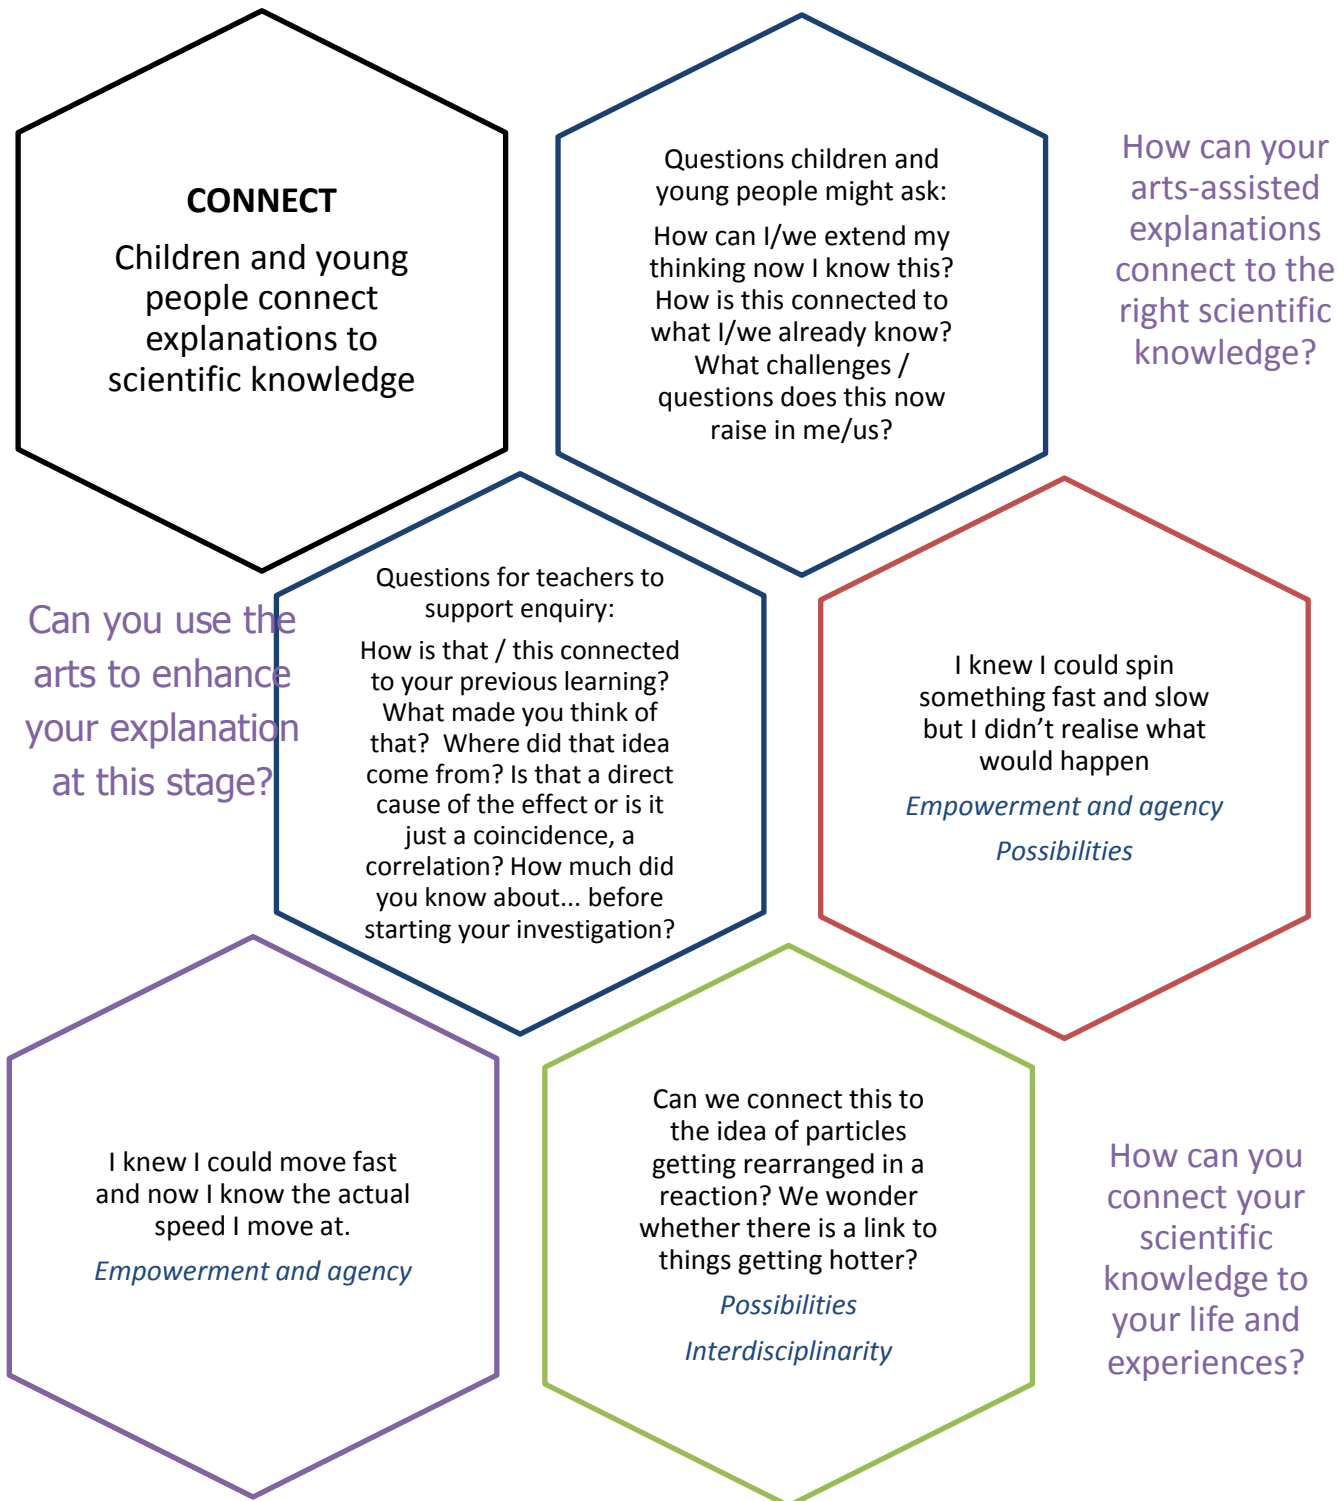 CONNECT
Children and young
people connect
explanations to
scientific knowledge
Questions children and
young people might ask:
How can I/we extend my
thinking now I know this?
How is this connected to
what I/we already know?
What challenges /
questions does this now
raise in me/us?
How can your
arts-assisted
explanations
connect to the
right scientific
knowledge?
Can you use the
arts to enhance
your explanation
at this stage?
Questions for teachers to
support enquiry:
How is that / this connected
to your previous learning?
What made you think of
that? Where did that idea
come from? Is that a direct
cause of the effect or is it
just a coincidence, a
correlation? How much did
you know about... before
starting your investigation?
I knew I could spin
something fast and slow
but I didn’t realise what
would happen
Empowerment and agency
Possibilities
I knew I could move fast
and now I know the actual
speed I move at.
Empowerment and agency
Can we connect this to
the idea of particles
getting rearranged in a
reaction? We wonder
whether there is a link to
things getting hotter?
Possibilities
Interdisciplinarity
How can you
connect your
scientific
knowledge to
your life and
experiences?